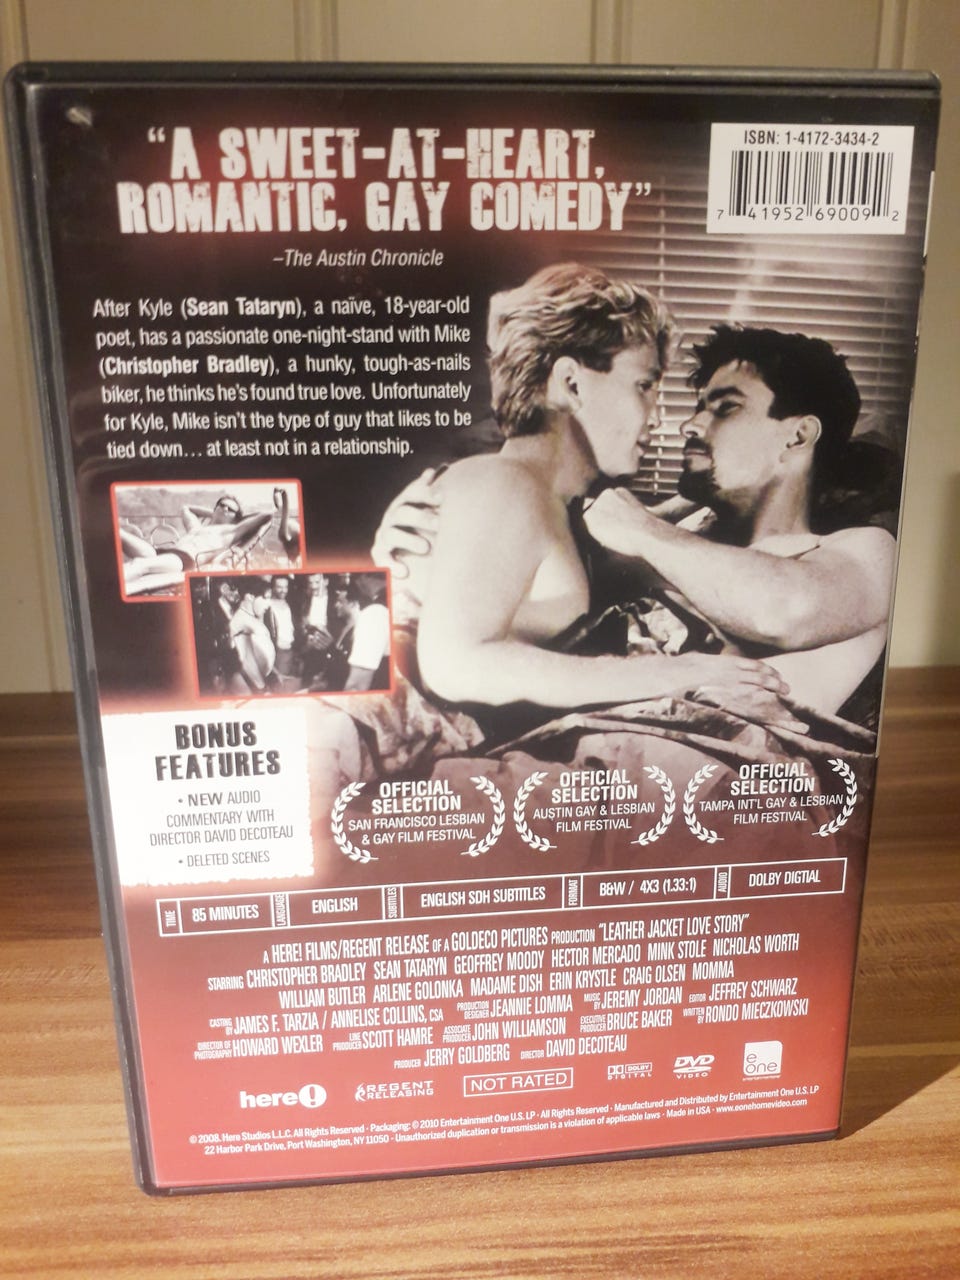 “A SWEET-AT-HEART,
ROMANTIC, GAY COMEDY”
–The Austin Chronicle
ISBN: 1-4172-3434-2
7 41952 69009 2
After Kyle (Sean Tataryn), a naïve, 18-year-old
poet, has a passionate one-night-stand with Mike
(Christopher Bradley), a hunky, tough-as-nails
biker, he thinks he's found true love. Unfortunately
for Kyle, Mike isn't the type of guy that likes to be
tied down... at least not in a relationship.
BONUS
FEATURES
• NEW AUDIO
COMMENTARY WITH
DIRECTOR DAVID DECOTEAU
• DELETED SCENES
OFFICIAL
SELECTION
SAN FRANCISCO LESBIAN
& GAY FILM FESTIVAL
OFFICIAL
SELECTION
AUSTIN GAY & LESBIAN
FILM FESTIVAL
OFFICIAL
SELECTION
TAMPA INT'L GAY & LESBIAN
FILM FESTIVAL
TIME 85 MINUTES LANGUAGE ENGLISH SUBTITLES ENGLISH SDH SUBTITLES FORMAT B&W / 4X3 (1.33:1) AUDIO DOLBY DIGTIAL
A HERE! FILMS/REGENT RELEASE OF A GOLDECO PICTURES PRODUCTION "LEATHER JACKET LOVE STORY"
STARRING CHRISTOPHER BRADLEY SEAN TATARYN GEOFFREY MOODY HECTOR MERCADO MINK STOLE NICHOLAS WORTH
WILLIAM BUTLER ARLENE GOLONKA MADAME DISH ERIN KRYSTLE CRAIG OLSEN MOMMA
CASTING BY JAMES F. TARZIA / ANNELISE COLLINS, CSA PRODUCTION DESIGNER JEANNIE LOMMA MUSIC BY JEREMY JORDAN EDITOR JEFFREY SCHWARZ
DIRECTOR OF PHOTOGRAPHY HOWARD WEXLER LINE PRODUCER SCOTT HAMRE ASSOCIATE PRODUCER JOHN WILLIAMSON EXECUTIVE PRODUCER BRUCE BAKER WRITTEN BY RONDO MIECZKOWSKI
PRODUCER JERRY GOLDBERG DIRECTOR DAVID DECOTEAU
here!
REGENT
RELEASING
NOT RATED
DOLBY
DIGITAL
DVD
VIDEO
e
one
entertainment
© 2008. Here Studios L.L.C. All Rights Reserved • Packaging: © 2010 Entertainment One U.S. LP • All Rights Reserved • Manufactured and Distributed by Entertainment One U.S. LP
22 Harbor Park Drive, Port Washington, NY 11050 • Unauthorized duplication or transmission is a violation of applicable laws • Made in USA • www.eonehomevideo.com